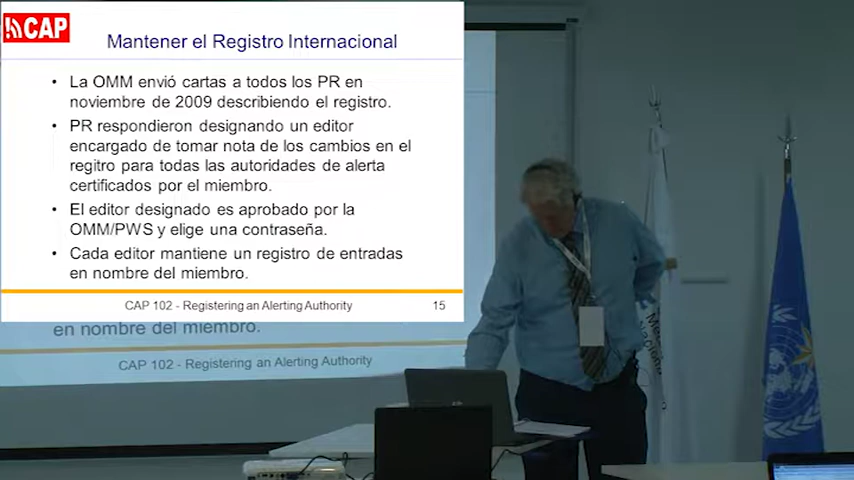 CAP
Mantener el Registro Internacional
• La OMM envió cartas a todos los PR en
noviembre de 2009 describiendo el registro.
• PR respondieron designando un editor
encargado de tomar nota de los cambios en el
regitro para todas las autoridades de alerta
certificados por el miembro.
• El editor designado es aprobado por la
OMM/PWS y elige una contraseña.
• Cada editor mantiene un registro de entradas
en nombre del miembro.
CAP 102 - Registering an Alerting Authority 15
en nombre del miembro.
CAP 102 - Registering an Alerting Authority